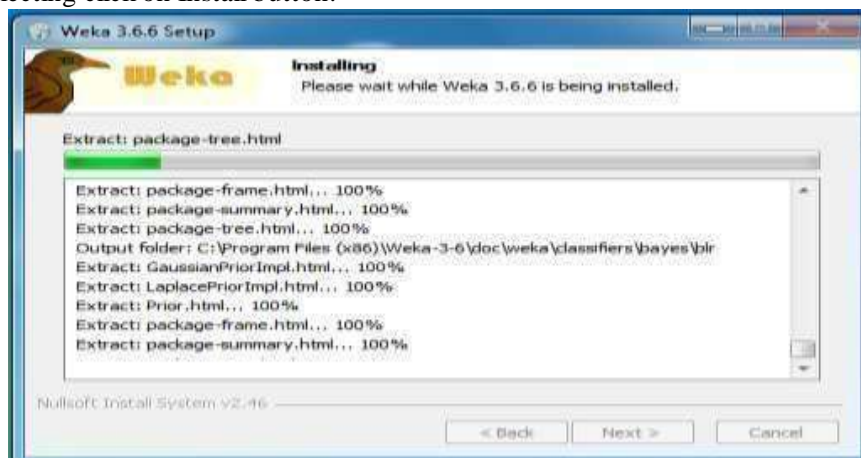 click on Install button.
Weka 3.6.6 Setup
Weka
Installing
Please wait while Weka 3.6.6 is being installed.
Extract: package-tree.html
Extract: package-frame.html... 100%
Extract: package-summary.html... 100%
Extract: package-tree.html... 100%
Output folder: C:\Program Files (x86)\Weka-3-6\doc\weka\classifiers\bayes\blr
Extract: GaussianPriorImpl.html... 100%
Extract: LaplacePriorImpl.html... 100%
Extract: Prior.html... 100%
Extract: package-frame.html... 100%
Extract: package-summary.html... 100%
Nullsoft Install System v2.46
< Back
Next >
Cancel